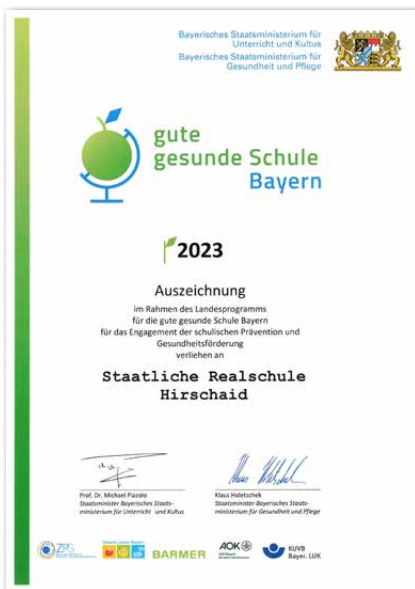 Bayerisches Staatsministerium für
Unterricht und Kultus
Bayerisches Staatsministerium für
Gesundheit und Pflege
gute
gesunde Schule
Bayern
2023
Auszeichnung
im Rahmen des Landesprogramms
für die gute gesunde Schule Bayern
für das Engagement der schulischen Prävention und
Gesundheitsförderung
verliehen an
Staatliche Realschule
Hirschaid
Prof. Dr. Michael Piazolo
Staatsminister Bayerisches Staats-
ministerium für Unterricht und Kultus
Klaus Holetschek
Staatsminister Bayerisches Staats-
ministerium für Gesundheit und Pflege
ZPG
BARMER
AOK
KUVB
Bayer. LUK